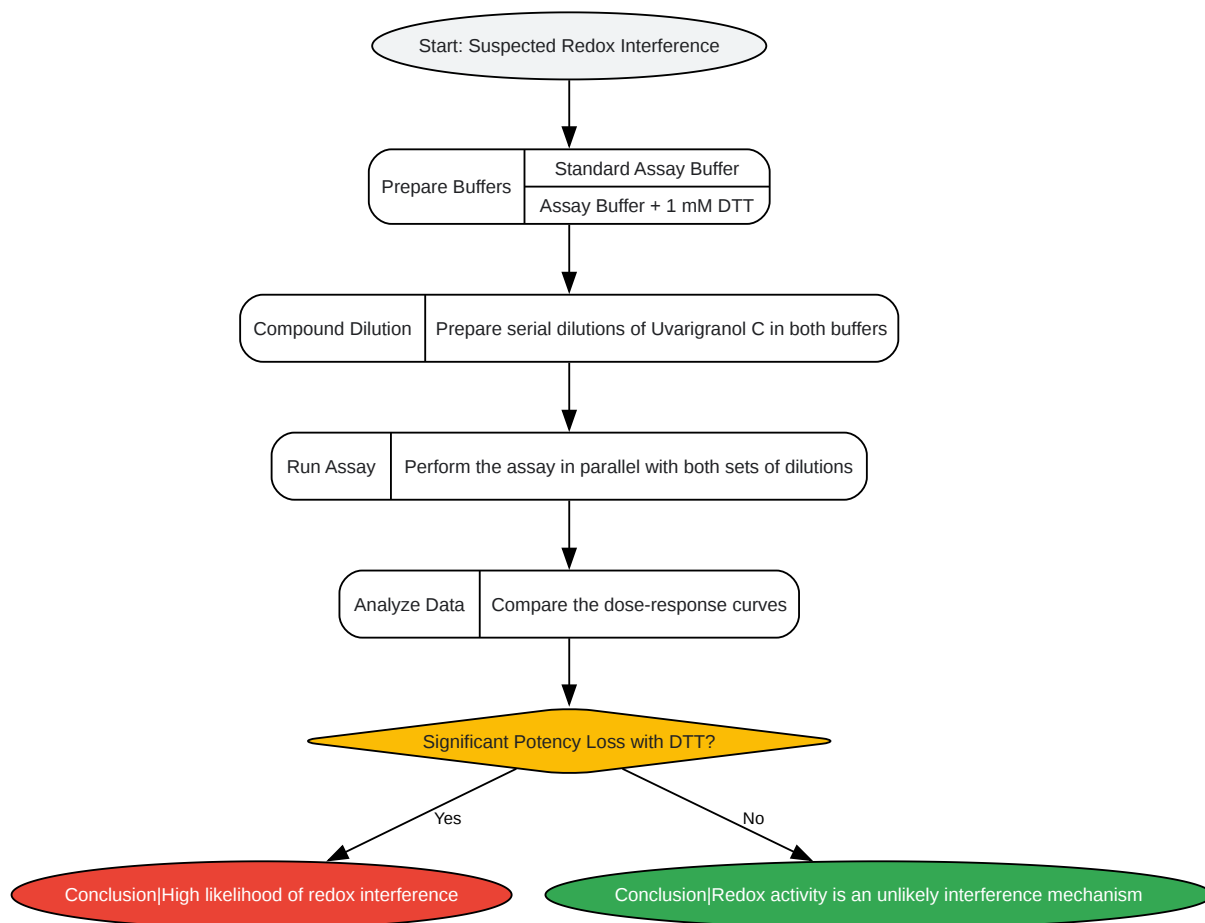 Start: Suspected Redox Interference
Prepare Buffers
Standard Assay Buffer
Assay Buffer + 1 mM DTT
Compound Dilution
Prepare serial dilutions of Uvarigranol C in both buffers
Run Assay
Perform the assay in parallel with both sets of dilutions
Analyze Data
Compare the dose-response curves
Significant Potency Loss with DTT?
Yes
No
Conclusion|High likelihood of redox interference
Conclusion|Redox activity is an unlikely interference mechanism